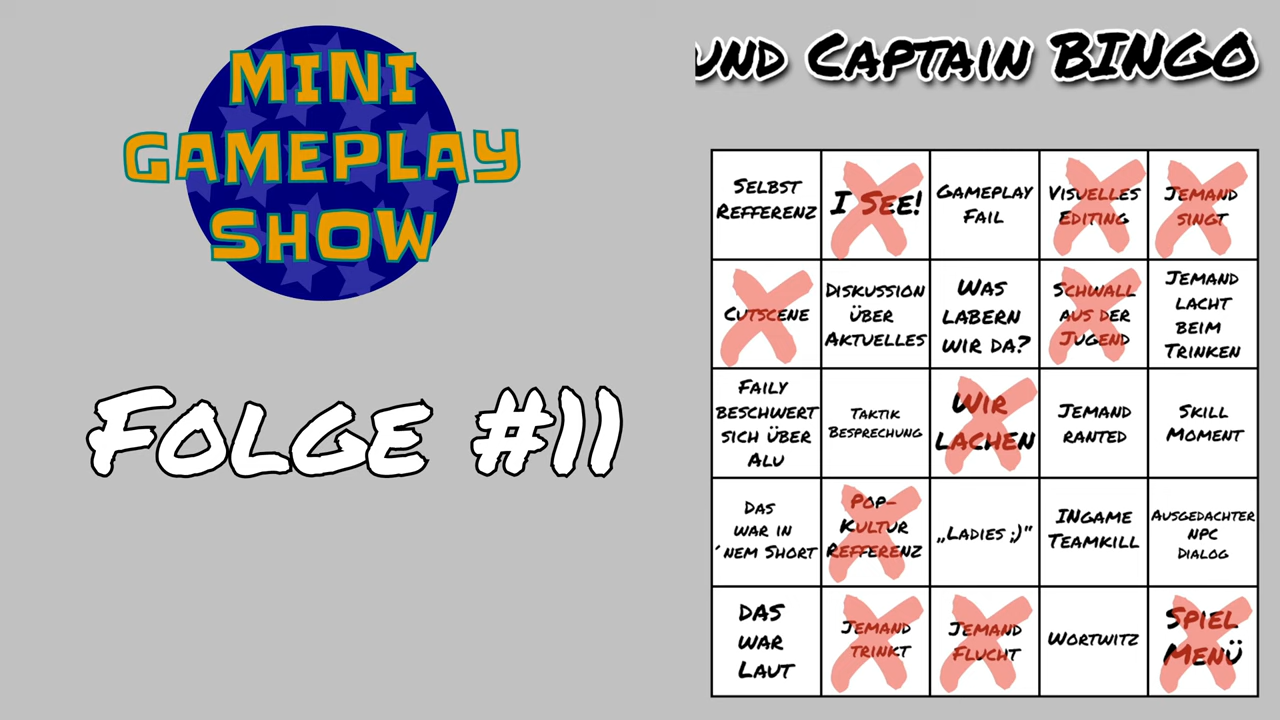 MINI
GAMEPLAY
SHOW
FOLGE #11
UND CAPTAIN BINGO
SELBST
REFFERENZ
I SEE!
GAMEPLAY
FAIL
VISUELLES
EDITING
JEMAND
SINGT
CUTSCENE
DISKUSSION
ÜBER
AKTUELLES
WAS
LABERN
WIR DA?
SCHWALL
AUS DER
JUGEND
JEMAND
LACHT
BEIM
TRINKEN
FAILY
BESCHWERT
SICH ÜBER
ALU
TAKTIK
BESPRECHUNG
WIR
LACHEN
JEMAND
RANTED
SKILL
MOMENT
DAS
WAR IN
´NEM SHORT
POP-
KULTUR
REFFERENZ
„LADIES ;)"
INGAME
TEAMKILL
AUSGEDACHTER
NPC
DIALOG
DAS
WAR
LAUT
JEMAND
TRINKT
JEMAND
FLUCHT
WORTWITZ
SPIEL
MENÜ